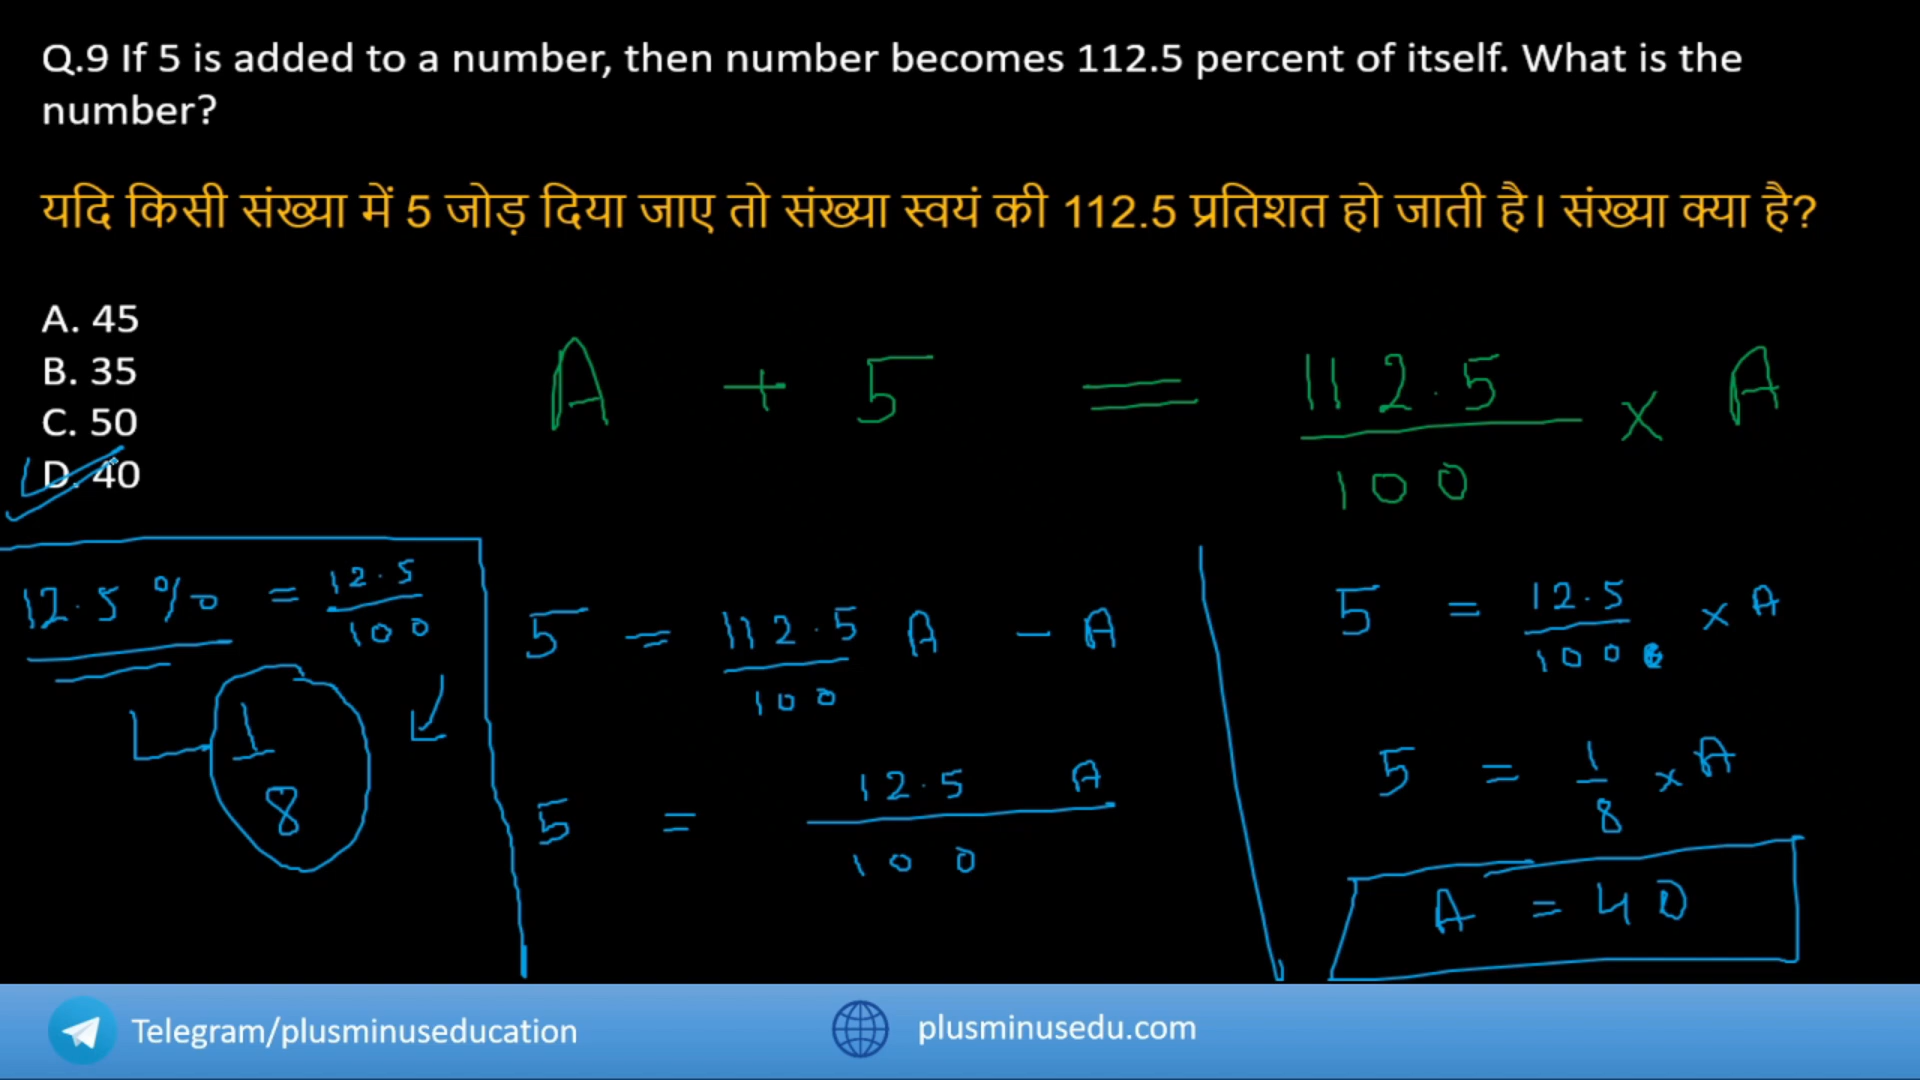 Q.9 If 5 is added to a number, then number becomes 112.5 percent of itself. What is the
number?
यदि किसी संख्या में 5 जोड़ दिया जाए तो संख्या स्वयं की 112.5 प्रतिशत हो जाती है। संख्या क्या है?
A. 45
B. 35
C. 50
D. 40
A + 5 = 112.5/100 × A
12.5% = 12.5/100
1/8
5 = 112.5/100 A - A
5 = 12.5 A/100
5 = 12.5/100 × A
5 = 1/8 × A
A = 40
Telegram/plusminuseducation
plusminusedu.com